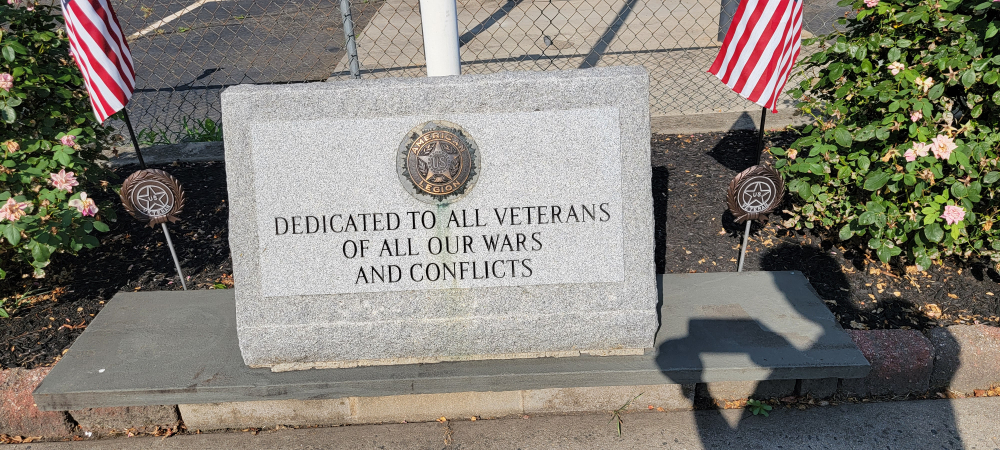 AMERICAN
US
LEGION
DEDICATED TO ALL VETERANS
OF ALL OUR WARS
AND CONFLICTS